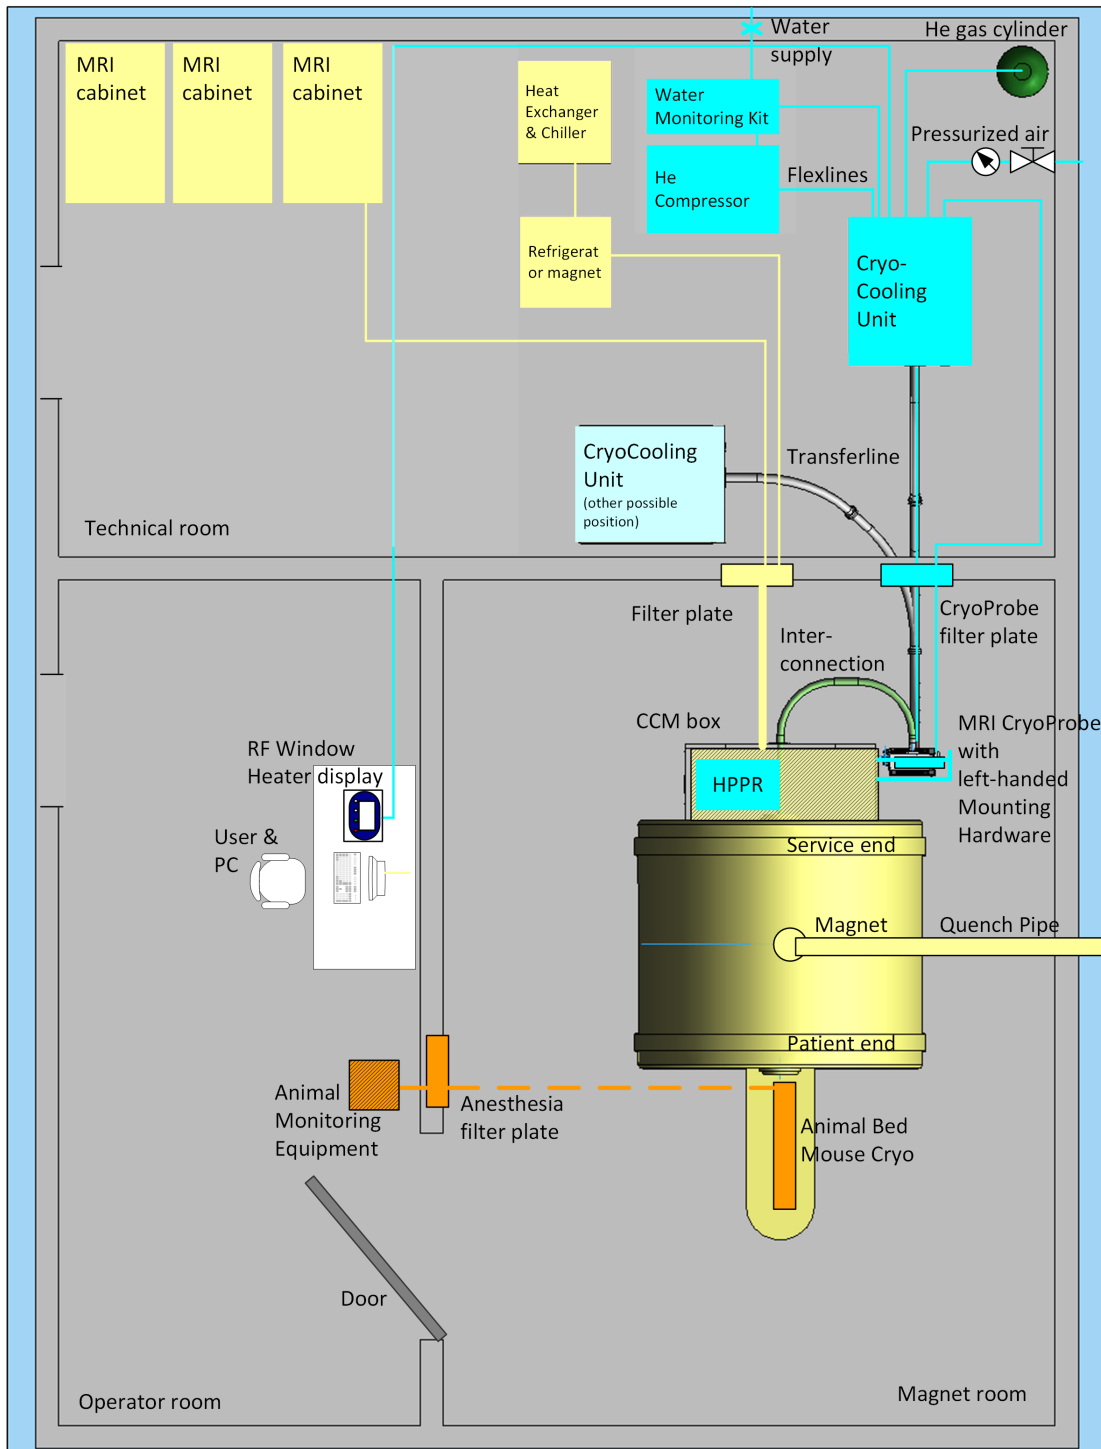 Water
supply
He gas cylinder
MRI
cabinet
MRI
cabinet
MRI
cabinet
Heat
Exchanger
& Chiller
Water
Monitoring Kit
Pressurized air
He
Compressor
Flexlines
Refrigerat
or magnet
Cryo-
Cooling
Unit
CryoCooling
Unit
(other possible
position)
Transferline
Technical room
Filter plate
CryoProbe
filter plate
Inter-
connection
CCM box
MRI CryoProbe
with
left-handed
Mounting
Hardware
RF Window
Heater display
HPPR
User &
PC
Service end
Magnet
Quench Pipe
Patient end
Animal
Monitoring
Equipment
Anesthesia
filter plate
Animal Bed
Mouse Cryo
Door
Operator room
Magnet room